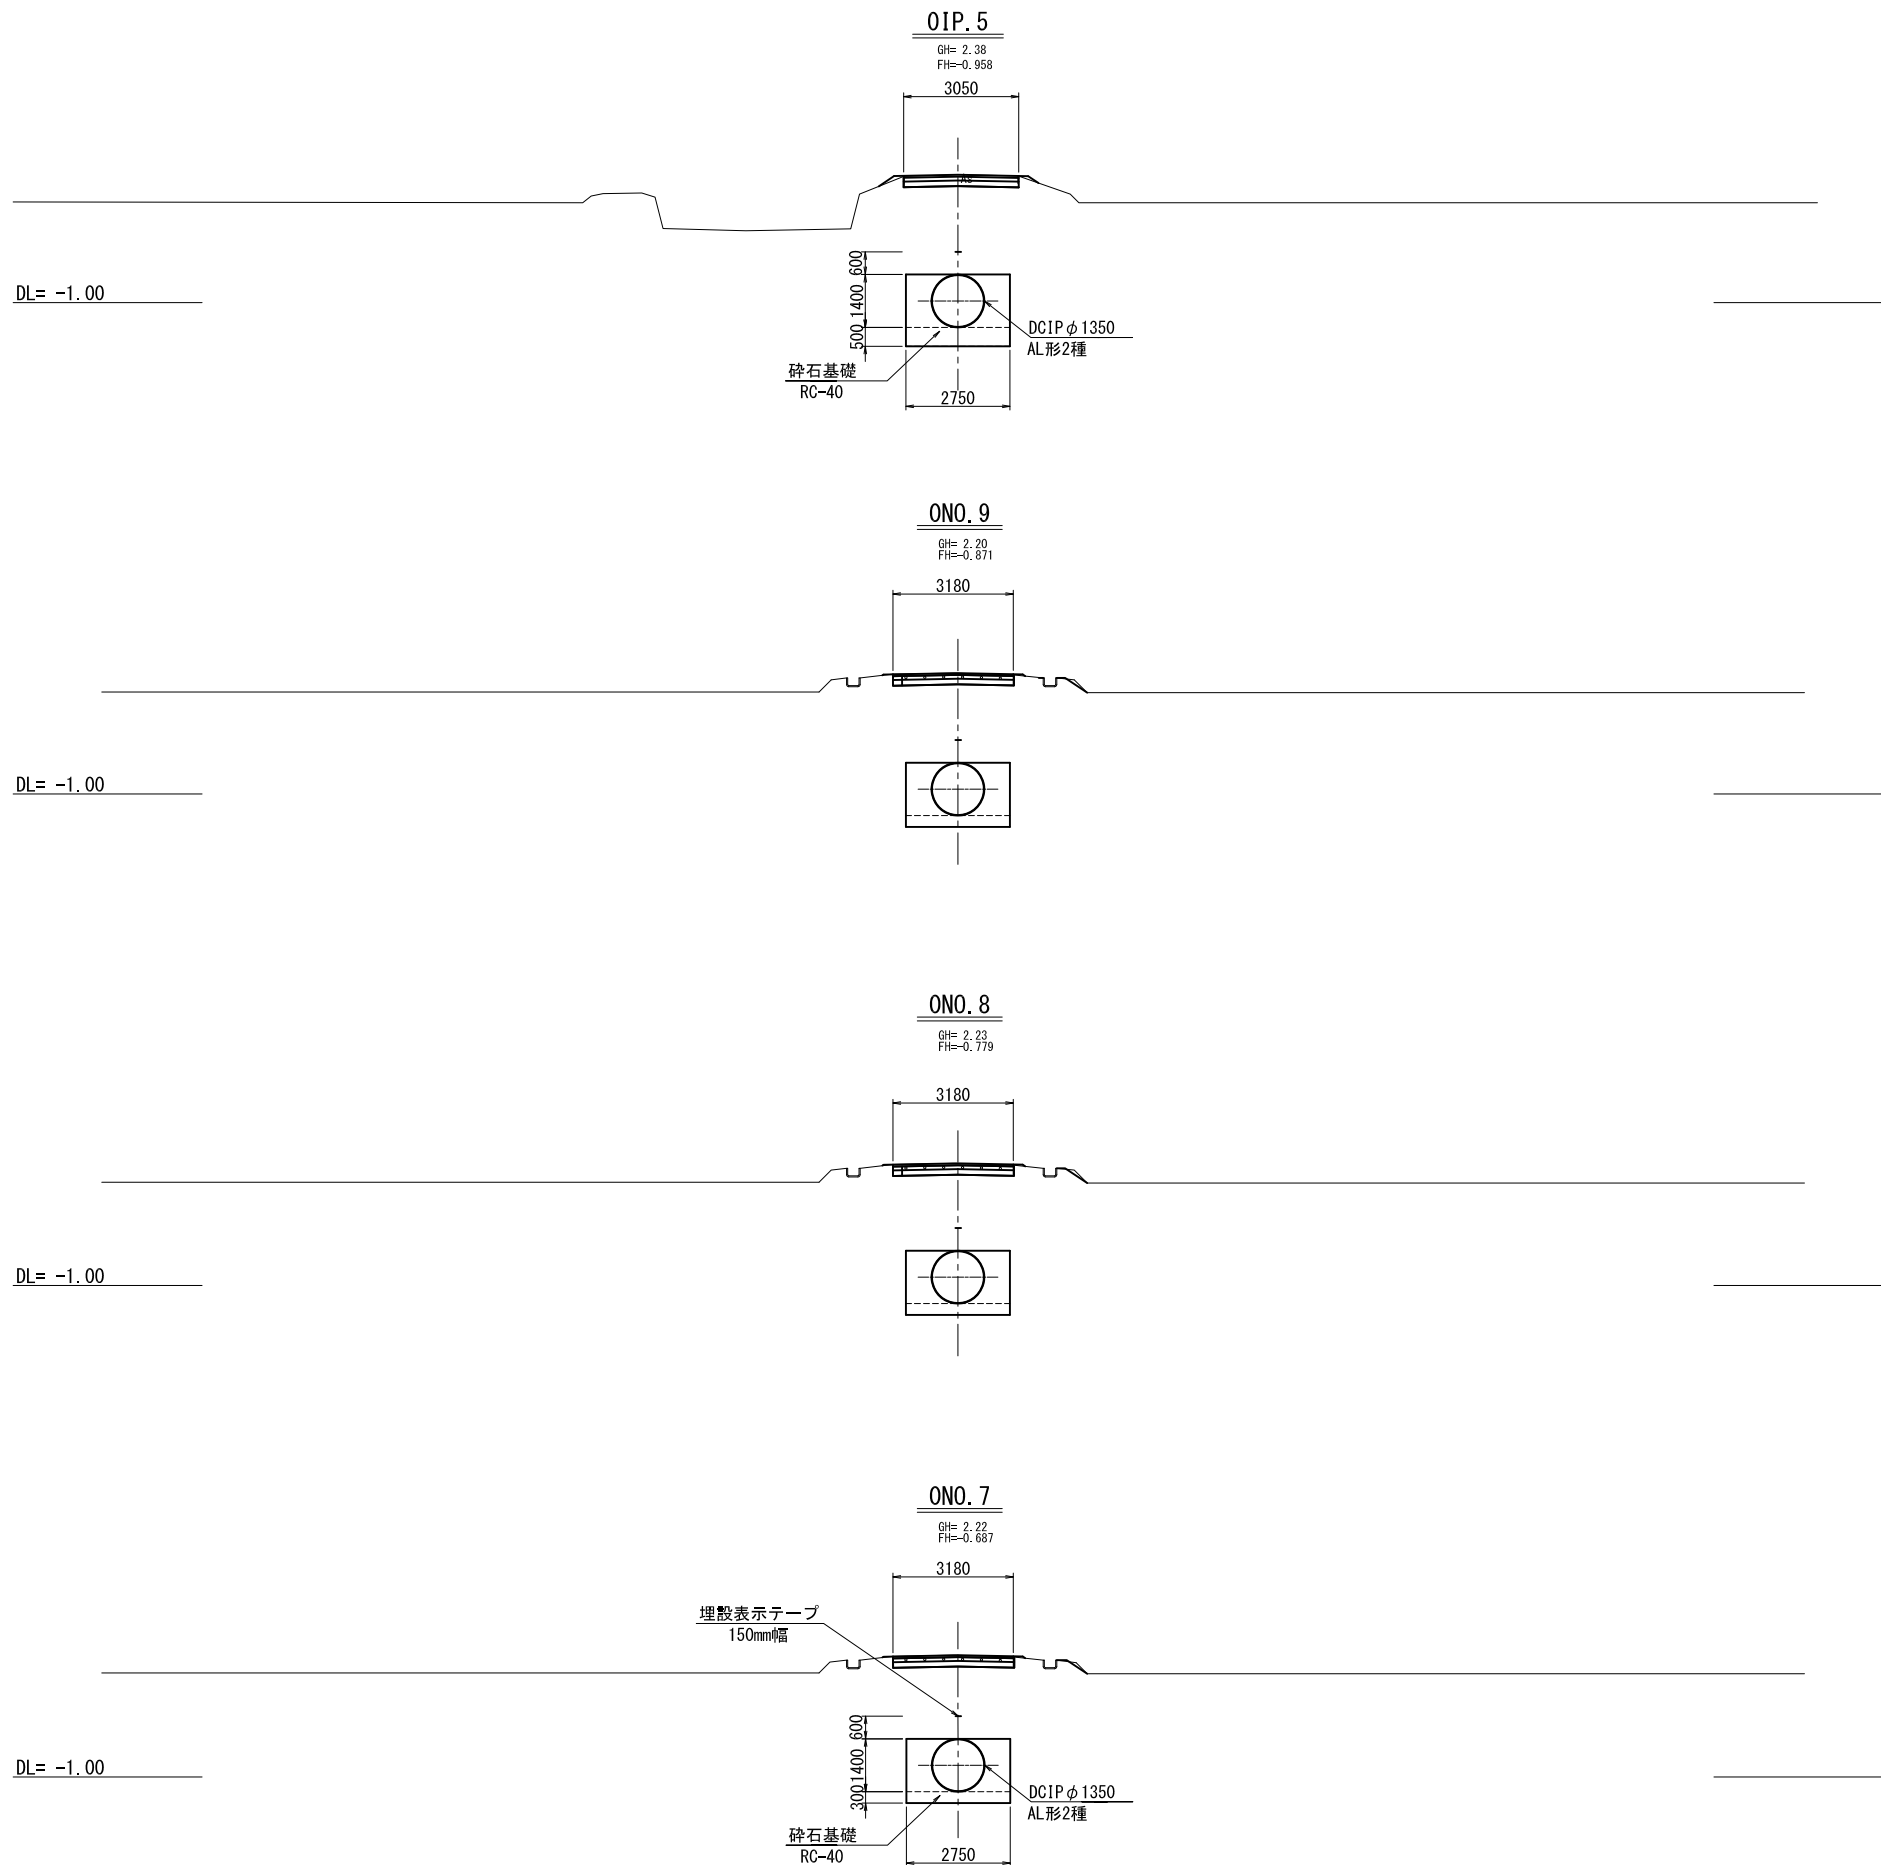 OIP.5
GH= 2.38
FH=-0.958
3050
AS
600
1400
500
DL= -1.00
DCIPφ1350
AL形2種
砕石基礎
RC-40
2750
ONO.9
GH= 2.20
FH=-0.871
3180
DL= -1.00
ONO.8
GH= 2.23
FH=-0.779
3180
DL= -1.00
ONO.7
GH= 2.22
FH=-0.687
3180
埋設表示テープ
150mm幅
600
1400
300
DL= -1.00
DCIPφ1350
AL形2種
砕石基礎
RC-40
2750